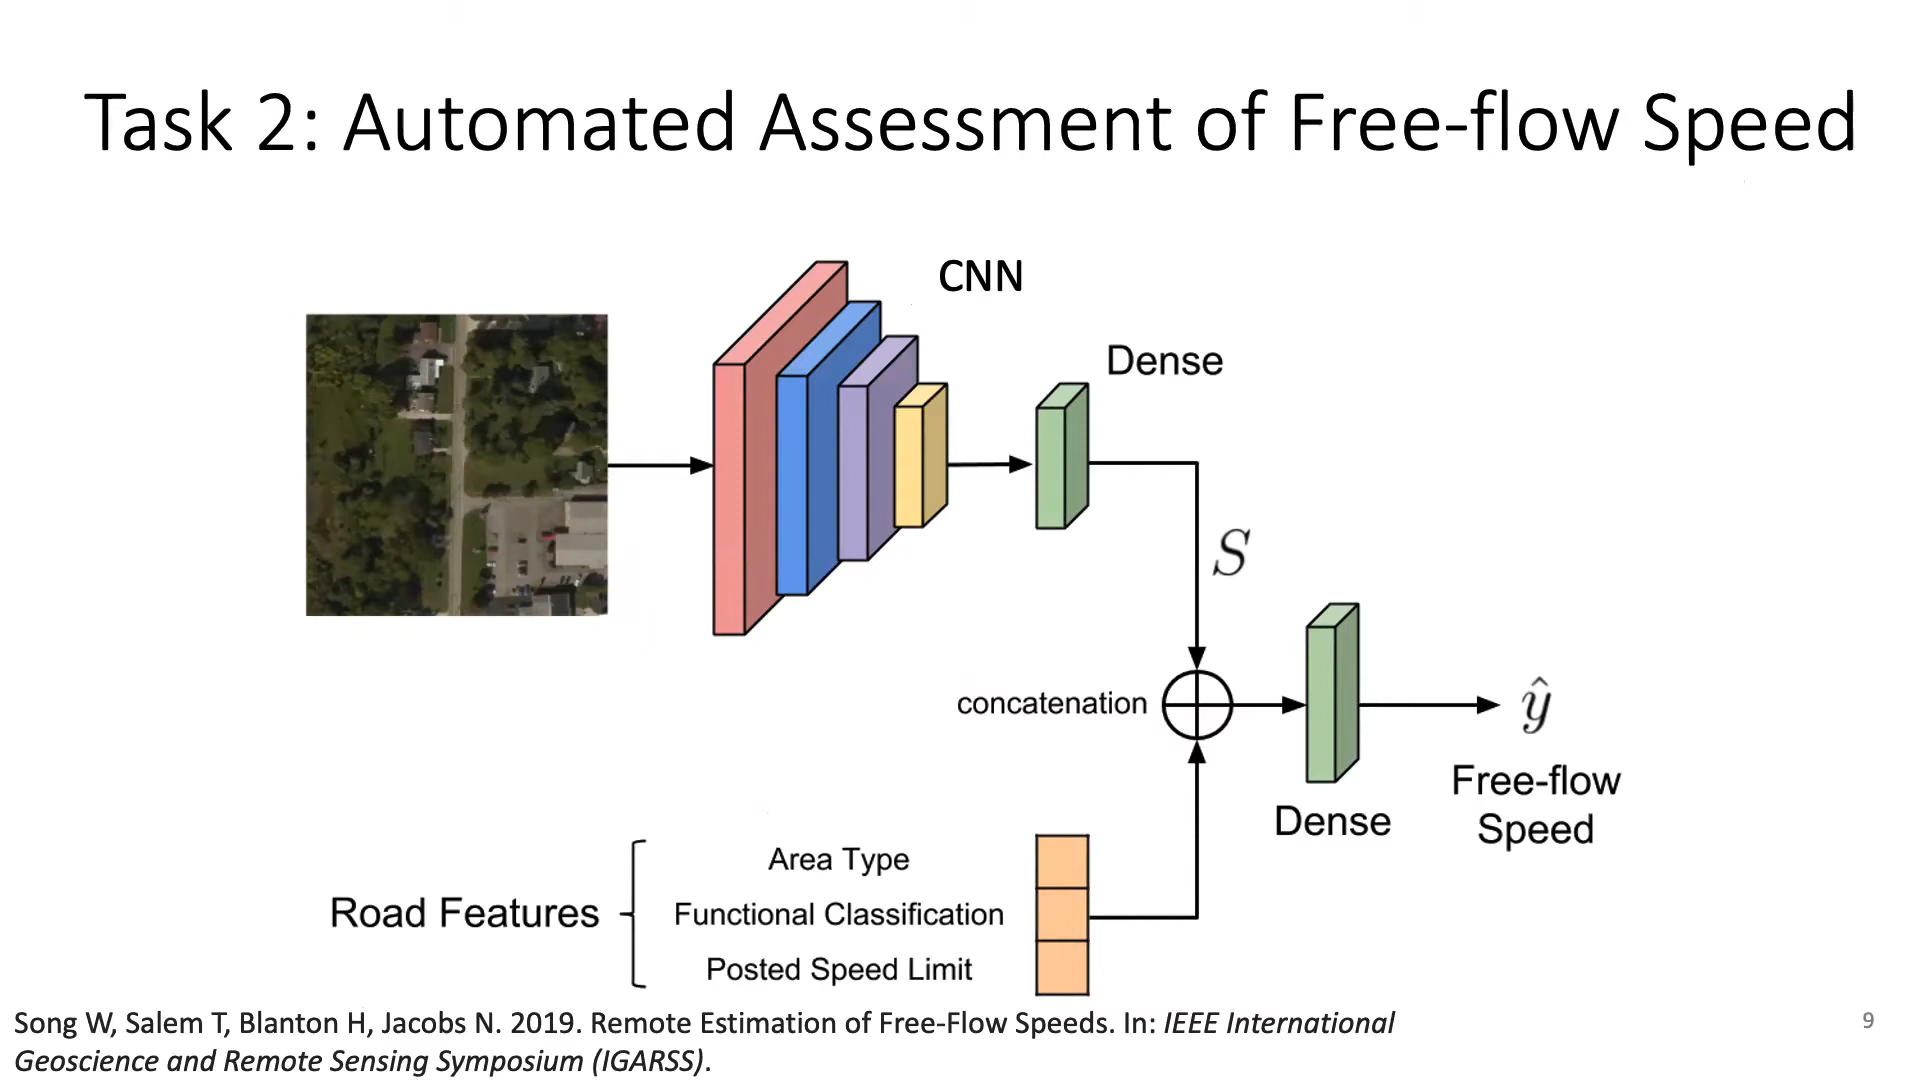 Task 2: Automated Assessment of Free-flow Speed
CNN
Dense
S
concatenation
ŷ
Free-flow
Speed
Dense
Road Features
Area Type
Functional Classification
Posted Speed Limit
Song W, Salem T, Blanton H, Jacobs N. 2019. Remote Estimation of Free-Flow Speeds. In: IEEE International
Geoscience and Remote Sensing Symposium (IGARSS).
9